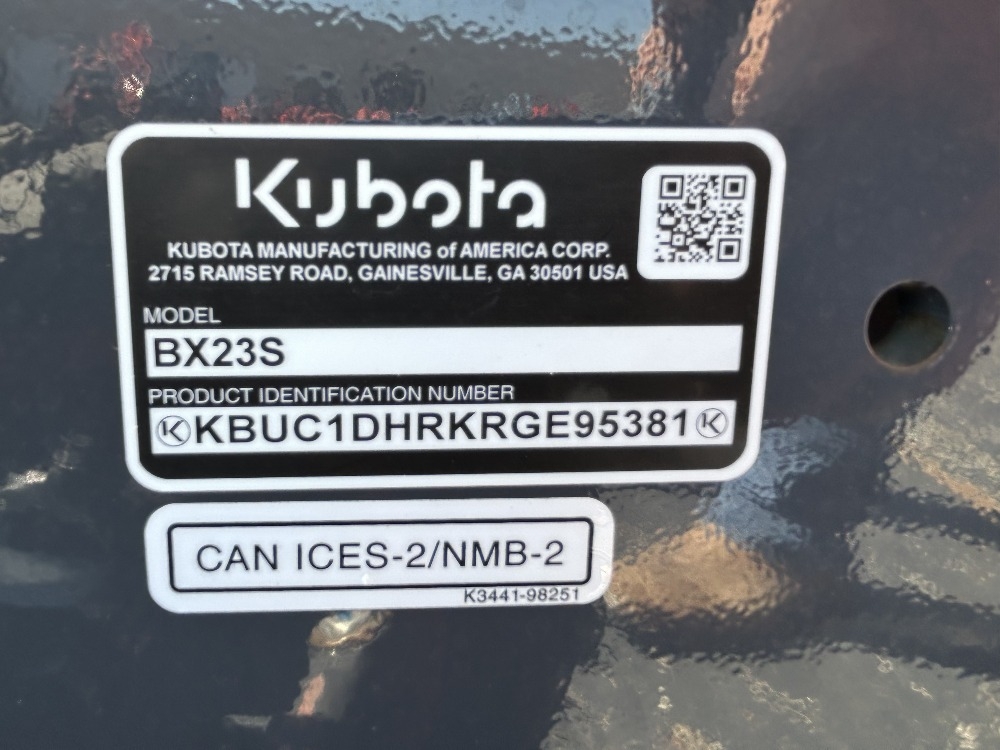 Kubota
KUBOTA MANUFACTURING of AMERICA CORP.
2715 RAMSEY ROAD, GAINESVILLE, GA 30501 USA
MODEL
BX23S
PRODUCT IDENTIFICATION NUMBER
KBUC1DHRKRGE95381
CAN ICES-2/NMB-2
K3441-98251